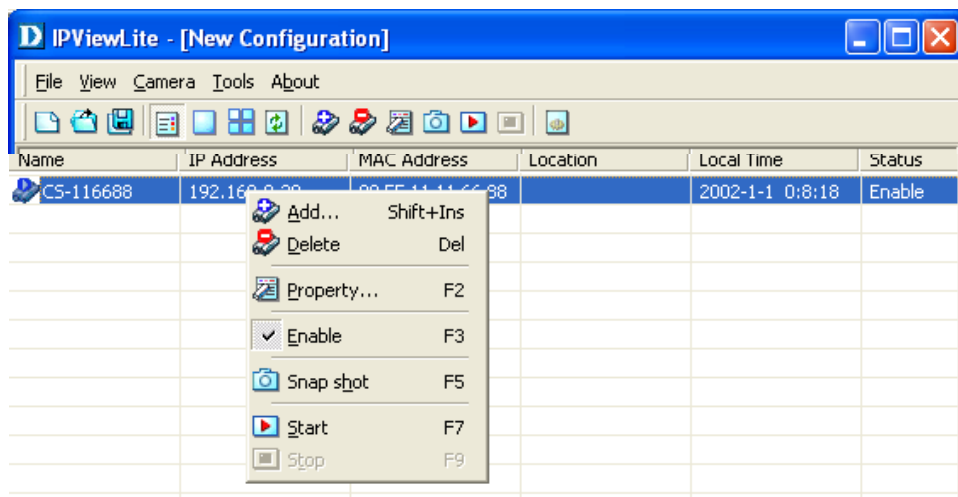 IPViewLite - [New Configuration]
File View Camera Tools About
Name IP Address MAC Address Location Local Time Status
CS-116688 2002-1-1 0:8:18 Enable
Add... Shift+Ins
Delete Del
Property... F2
Enable F3
Snap shot F5
Start F7
Stop F9